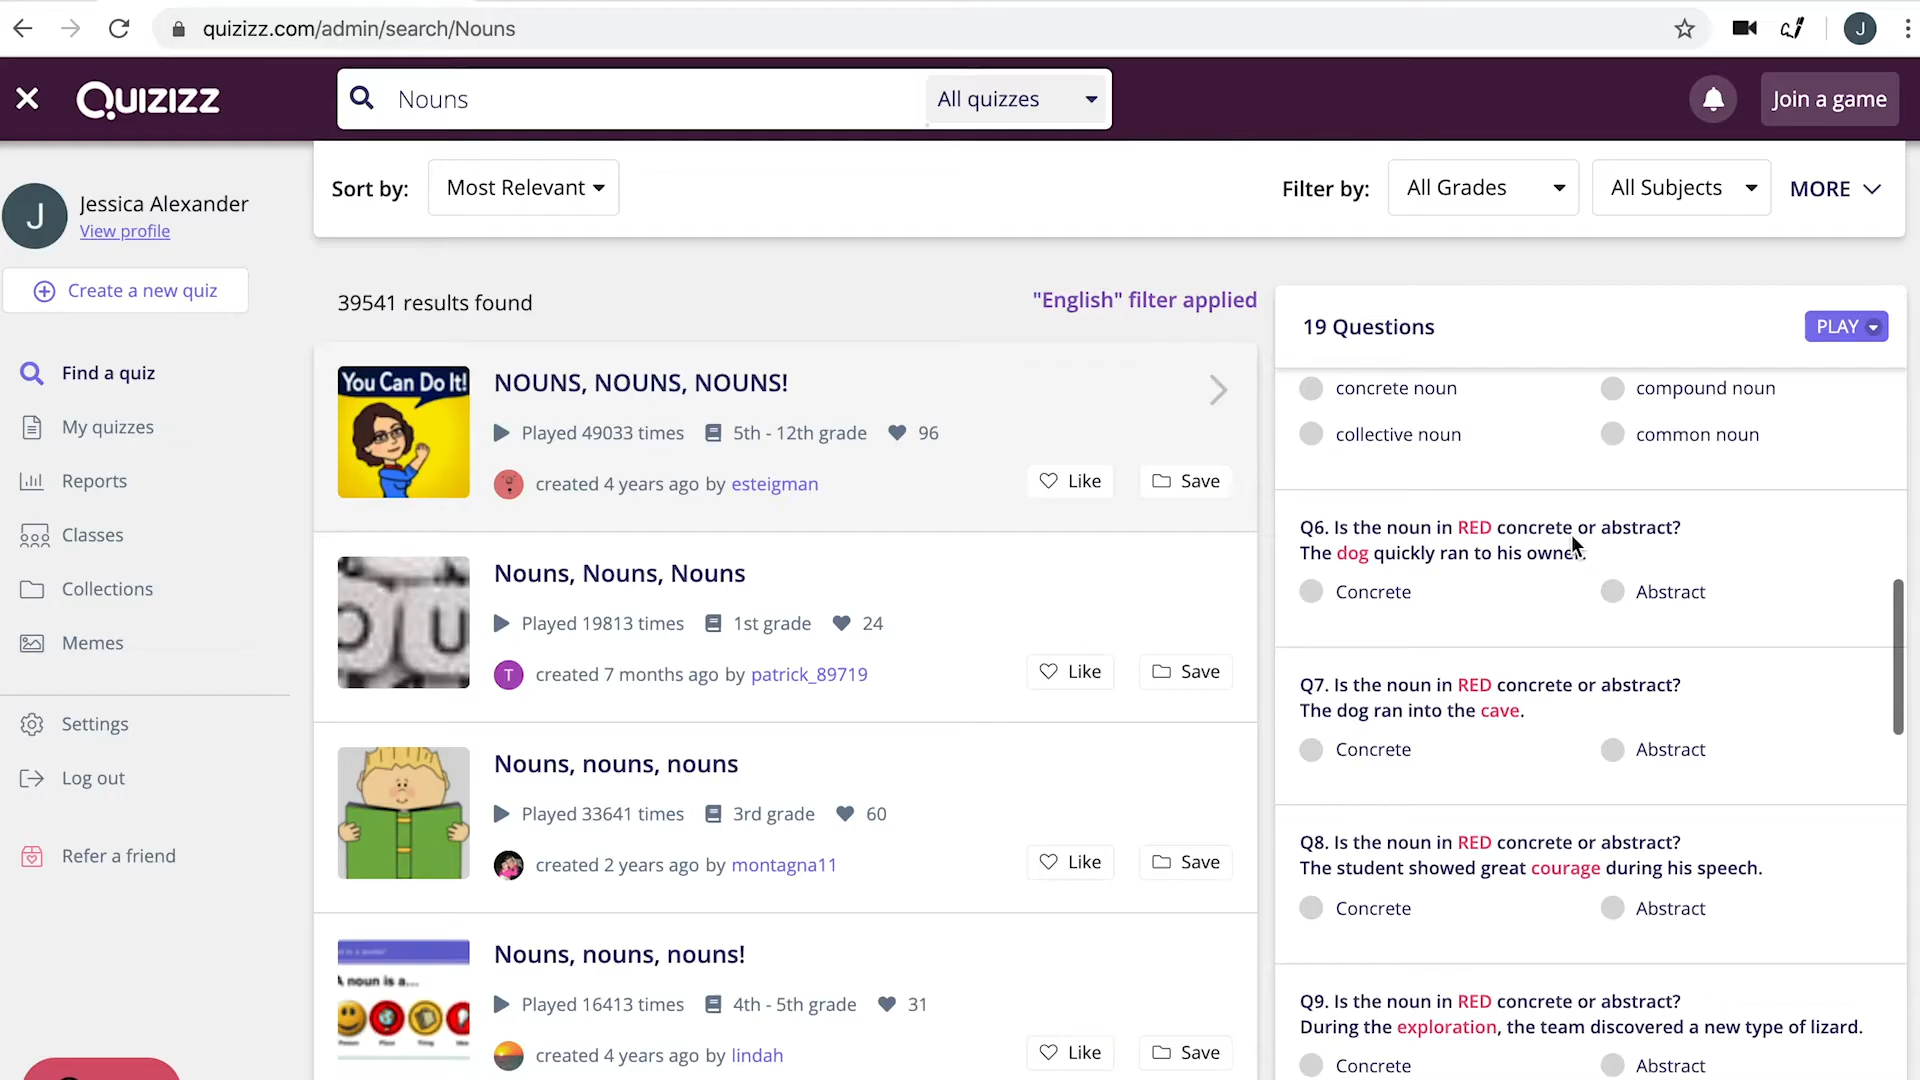 quizizz.com/admin/search/Nouns
J
Quizizz
Nouns
All quizzes
Join a game
J
Jessica Alexander
View profile
Create a new quiz
Find a quiz
My quizzes
Reports
Classes
Collections
Memes
Settings
Log out
Refer a friend
Sort by:
Most Relevant
Filter by:
All Grades
All Subjects
MORE
39541 results found
"English" filter applied
You Can Do It!
NOUNS, NOUNS, NOUNS!
Played 49033 times
5th - 12th grade
96
created 4 years ago by esteigman
Like
Save
OU
Nouns, Nouns, Nouns
Played 19813 times
1st grade
24
T
created 7 months ago by patrick_89719
Like
Save
Nouns, nouns, nouns
Played 33641 times
3rd grade
60
created 2 years ago by montagna11
Like
Save
A noun is a...
Nouns, nouns, nouns!
Played 16413 times
4th - 5th grade
31
created 4 years ago by lindah
Like
Save
19 Questions
PLAY
concrete noun
compound noun
collective noun
common noun
Q6. Is the noun in RED concrete or abstract?
The dog quickly ran to his owner.
Concrete
Abstract
Q7. Is the noun in RED concrete or abstract?
The dog ran into the cave.
Concrete
Abstract
Q8. Is the noun in RED concrete or abstract?
The student showed great courage during his speech.
Concrete
Abstract
Q9. Is the noun in RED concrete or abstract?
During the exploration, the team discovered a new type of lizard.
Concrete
Abstract